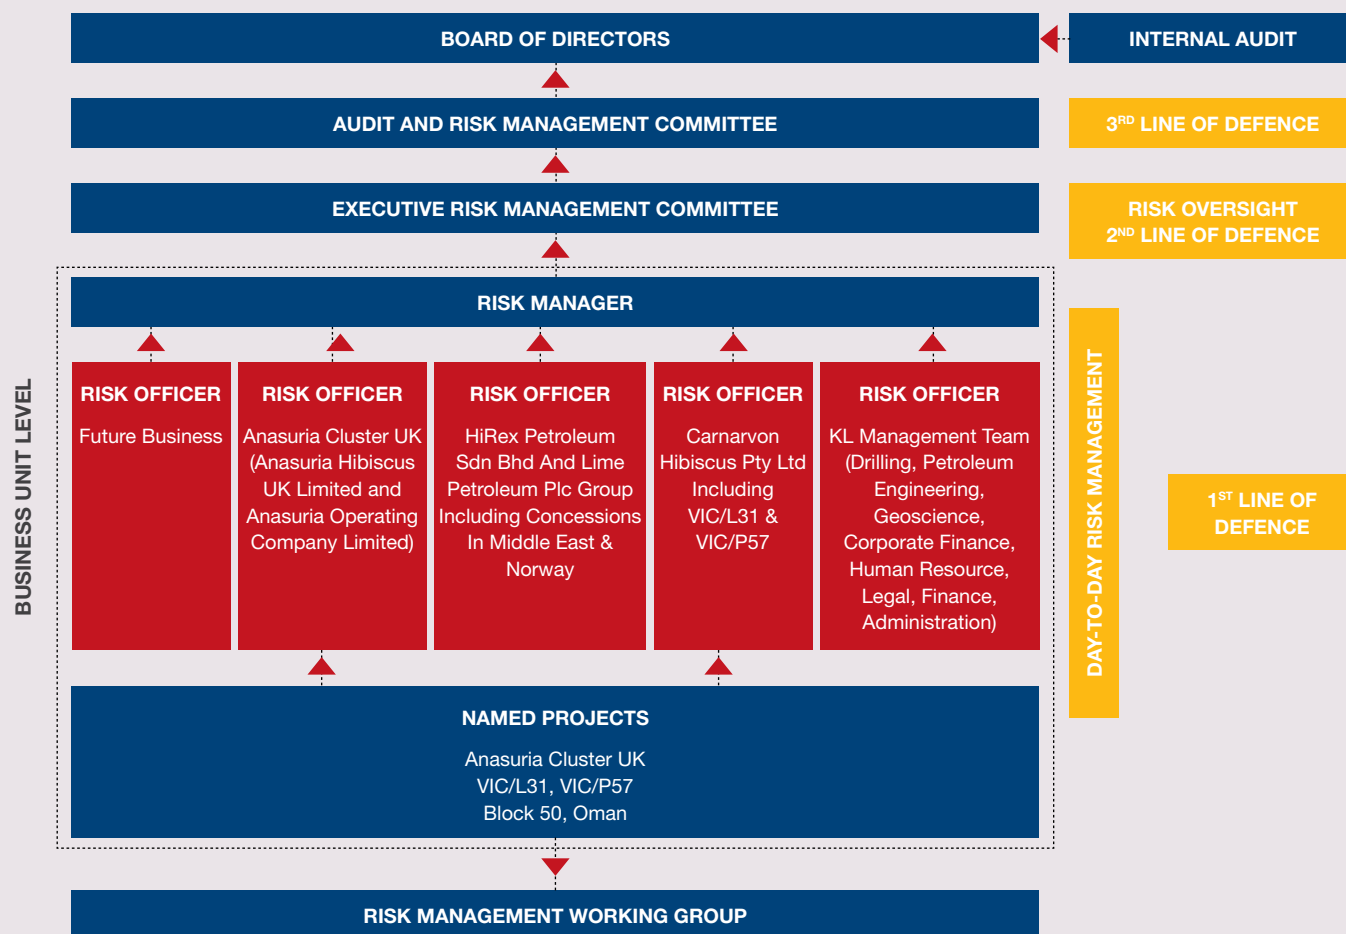 BOARD OF DIRECTORS
INTERNAL AUDIT
AUDIT AND RISK MANAGEMENT COMMITTEE
3RD LINE OF DEFENCE
EXECUTIVE RISK MANAGEMENT COMMITTEE
RISK OVERSIGHT
2ND LINE OF DEFENCE
BUSINESS UNIT LEVEL
RISK MANAGER
RISK OFFICER
Future Business
RISK OFFICER
Anasuria Cluster UK
(Anasuria Hibiscus
UK Limited and
Anasuria Operating
Company Limited)
RISK OFFICER
HiRex Petroleum
Sdn Bhd And Lime
Petroleum Plc Group
Including Concessions
In Middle East &
Norway
RISK OFFICER
Carnarvon
Hibiscus Pty Ltd
Including
VIC/L31 &
VIC/P57
RISK OFFICER
KL Management Team
(Drilling, Petroleum
Engineering,
Geoscience,
Corporate Finance,
Human Resource,
Legal, Finance,
Administration)
DAY-TO-DAY RISK MANAGEMENT
1ST LINE OF
DEFENCE
NAMED PROJECTS
Anasuria Cluster UK
VIC/L31, VIC/P57
Block 50, Oman
RISK MANAGEMENT WORKING GROUP